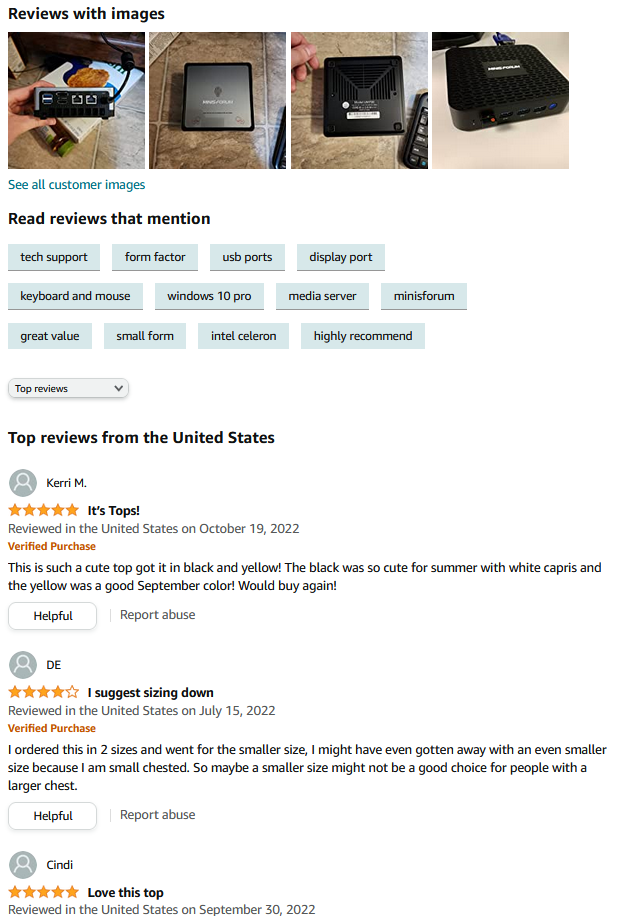 Reviews with images
MINISFORUM
MINISFORUM
See all customer images
Read reviews that mention
tech support
form factor
usb ports
display port
keyboard and mouse
windows 10 pro
media server
minisforum
great value
small form
intel celeron
highly recommend
Top reviews
Top reviews from the United States
Kerri M.
It’s Tops!
Reviewed in the United States on October 19, 2022
Verified Purchase
This is such a cute top got it in black and yellow! The black was so cute for summer with white capris and
the yellow was a good September color! Would buy again!
Helpful
Report abuse
DE
I suggest sizing down
Reviewed in the United States on July 15, 2022
Verified Purchase
I ordered this in 2 sizes and went for the smaller size, I might have even gotten away with an even smaller
size because I am small chested. So maybe a smaller size might not be a good choice for people with a
larger chest.
Helpful
Report abuse
Cindi
Love this top
Reviewed in the United States on September 30, 2022